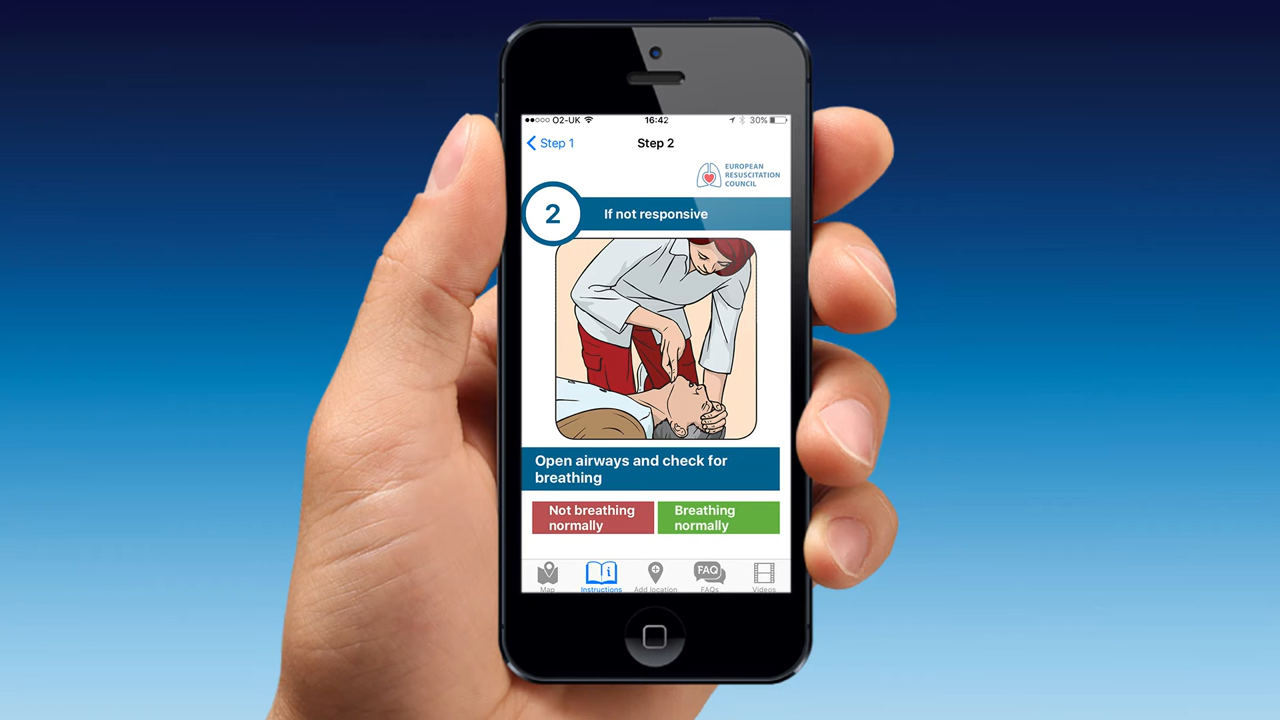 O2-UK 16:42 30%
Step 1 Step 2
EUROPEAN
RESUSCITATION
COUNCIL
2 If not responsive
Open airways and check for
breathing
Not breathing
normally
Breathing
normally
FAQ
Map Instructions Add location FAQs Videos